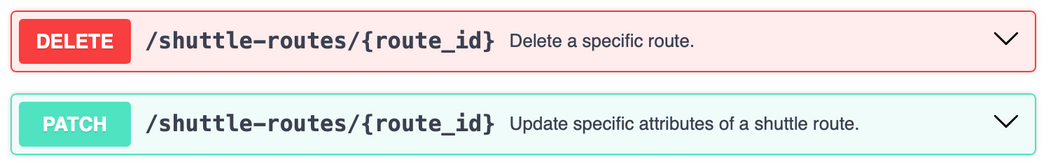 DELETE /shuttle-routes/{route_id} Delete a specific route.
PATCH /shuttle-routes/{route_id} Update specific attributes of a shuttle route.